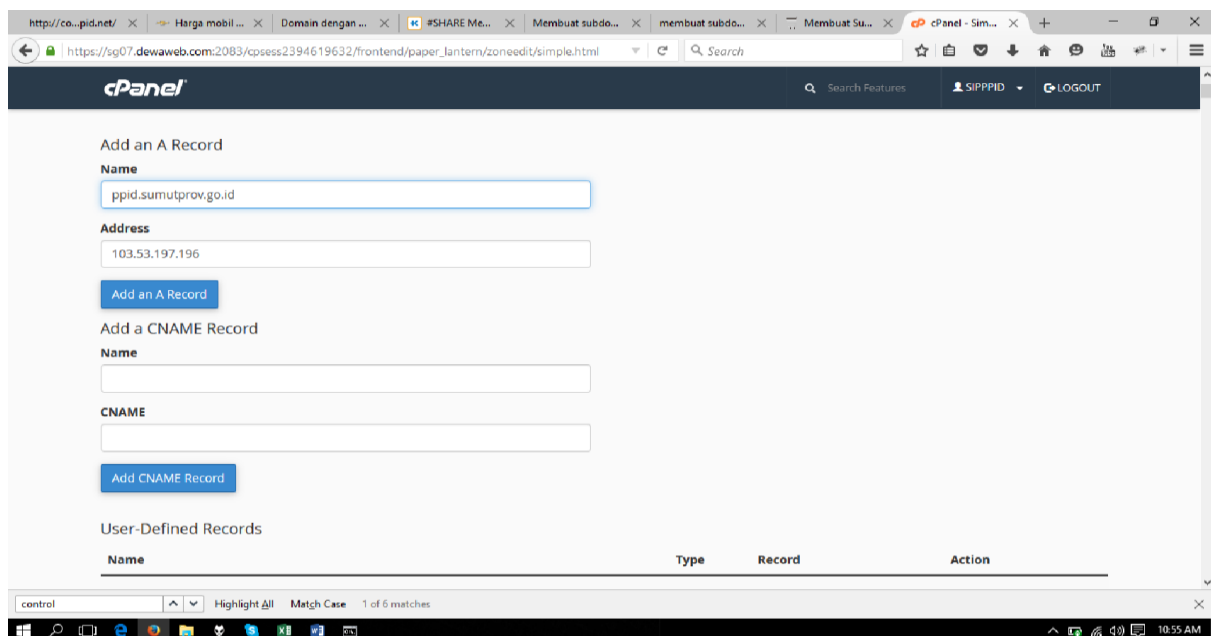 http://co...pid.net/ Harga mobil ... Domain dengan ... #SHARE Me... Membuat subdo... membuat subdo... Membuat Su... cPanel - Sim...
https://sg07.dewaweb.com:2083/cpsess2394619632/frontend/paper_lantern/zoneedit/simple.html Search
cPanel Search Features SIPPPID LOGOUT
Add an A Record
Name
ppid.sumutprov.go.id
Address
103.53.197.196
Add an A Record
Add a CNAME Record
Name
CNAME
Add CNAME Record
User-Defined Records
Name Type Record Action
control Highlight All Match Case 1 of 6 matches
10:55 AM